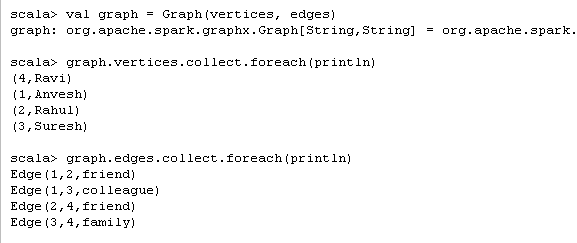 scala> val graph = Graph(vertices, edges)
graph: org.apache.spark.graphx.Graph[String,String] = org.apache.spark.
scala> graph.vertices.collect.foreach(println)
(4,Ravi)
(1,Anvesh)
(2,Rahul)
(3,Suresh)
scala> graph.edges.collect.foreach(println)
Edge(1,2,friend)
Edge(1,3,colleague)
Edge(2,4,friend)
Edge(3,4,family)